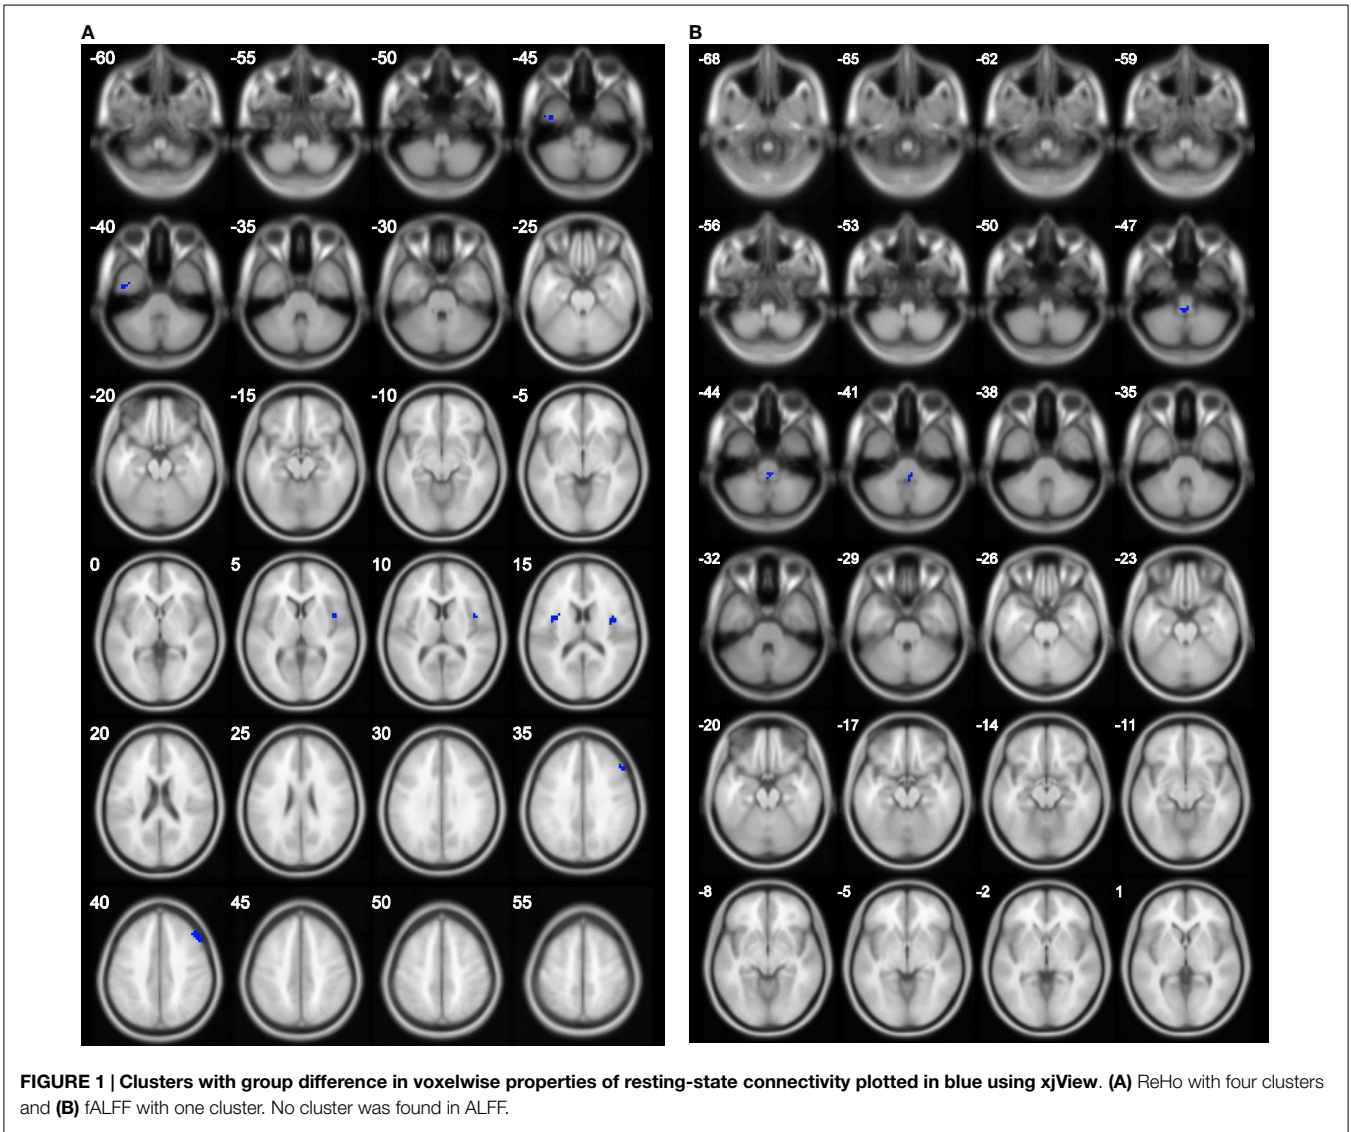 A
-60 -55 -50 -45
-40 -35 -30 -25
-20 -15 -10 -5
0 5 10 15
20 25 30 35
40 45 50 55
B
-68 -65 -62 -59
-56 -53 -50 -47
-44 -41 -38 -35
-32 -29 -26 -23
-20 -17 -14 -11
-8 -5 -2 1
FIGURE 1 | Clusters with group difference in voxelwise properties of resting-state connectivity plotted in blue using xjView. (A) ReHo with four clusters
and (B) fALFF with one cluster. No cluster was found in ALFF.